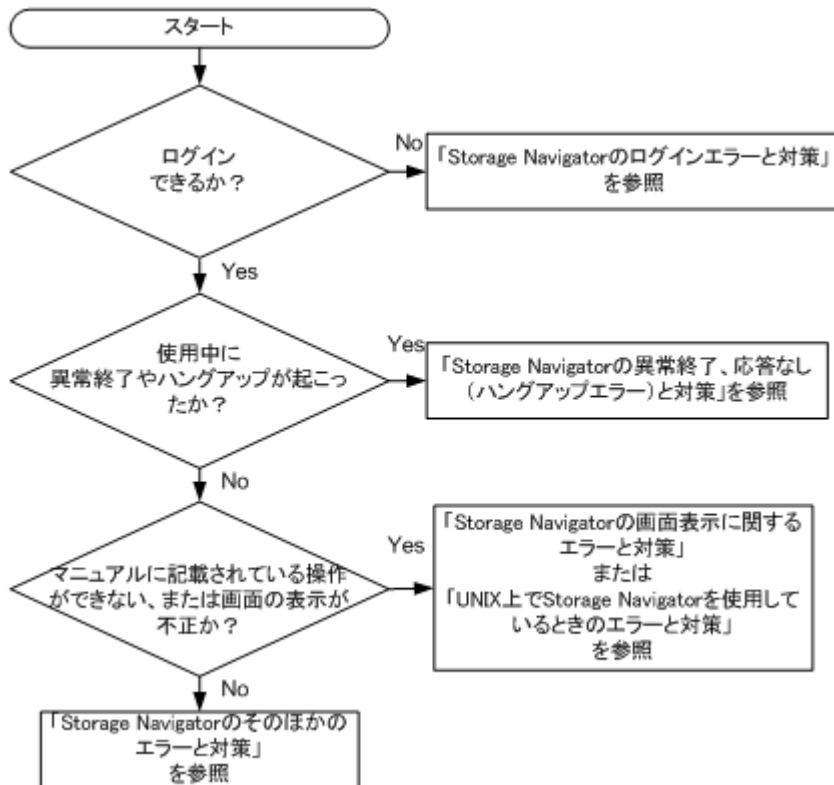 スタート
ログイン
できるか？
No
「Storage Navigatorのログインエラーと対策」
を参照
Yes
使用中に
異常終了やハングアップが起こっ
たか？
Yes
「Storage Navigatorの異常終了、応答なし
（ハングアップエラー）と対策」を参照
No
マニュアルに記載されている操作
ができない、または画面の表示が
不正か？
Yes
「Storage Navigatorの画面表示に関する
エラーと対策」
または
「UNIX上でStorage Navigatorを使用して
いるときのエラーと対策」
を参照
No
「Storage Navigatorのそのほかの
エラーと対策」
を参照